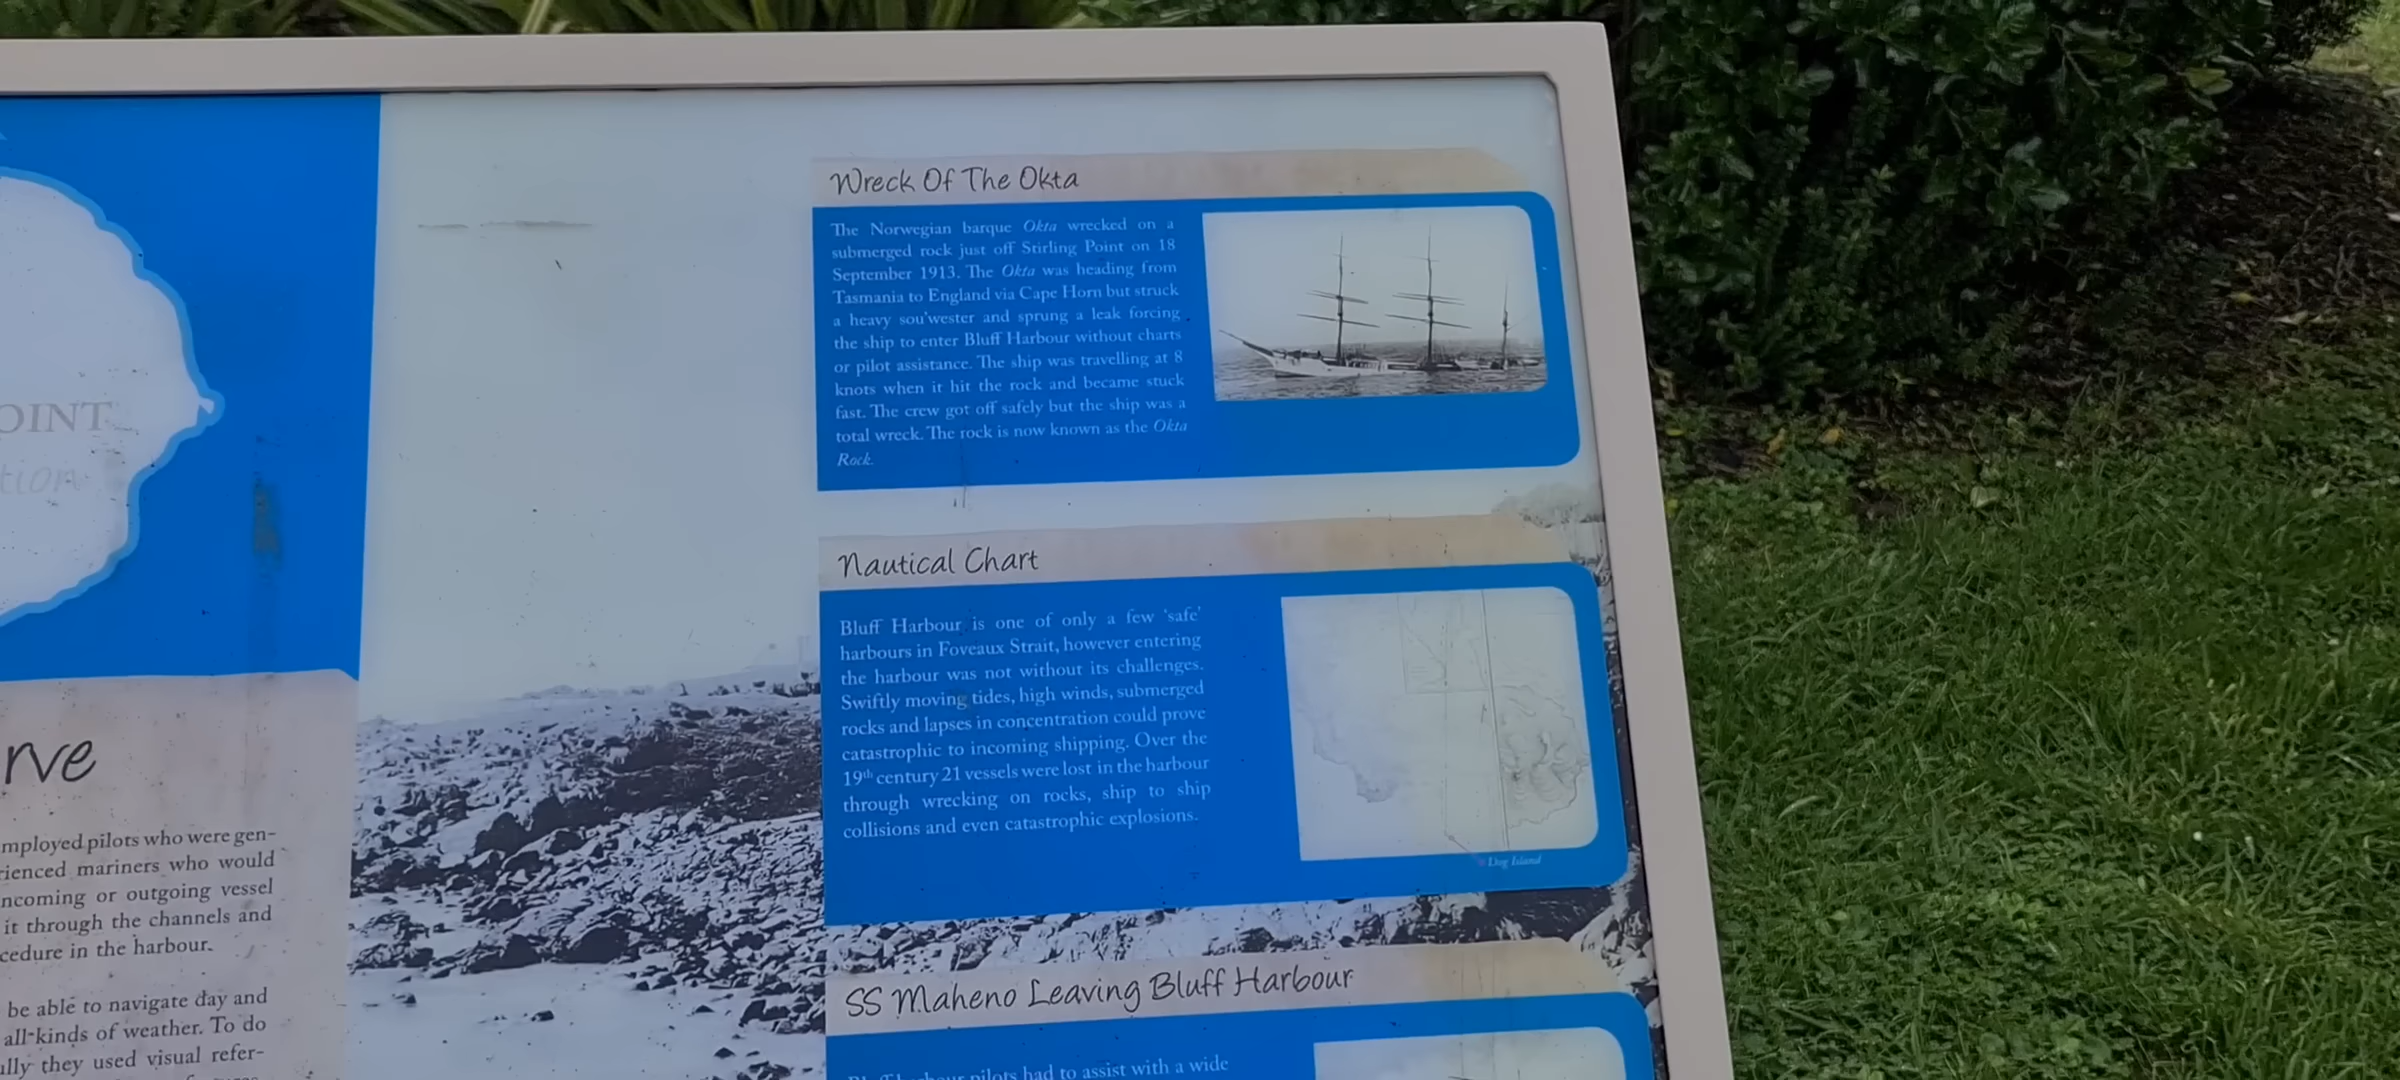 OINT
tion
rve
mployed pilots who were gen-
rienced mariners who would
ncoming or outgoing vessel
it through the channels and
cedure in the harbour.
be able to navigate day and
all-kinds of weather. To do
ally they used visual refer-
Wreck Of The Okta
The Norwegian barque Okta wrecked on a
submerged rock just off Stirling Point on 18
September 1913. The Okta was heading from
Tasmania to England via Cape Horn but struck
a heavy sou'wester and sprung a leak forcing
the ship to enter Bluff Harbour without charts
or pilot assistance. The ship was travelling at 8
knots when it hit the rock and became stuck
fast. The crew got off safely but the ship was a
total wreck. The rock is now known as the Okta
Rock.
Nautical Chart
Bluff Harbour is one of only a few 'safe'
harbours in Foveaux Strait, however entering
the harbour was not without its challenges.
Swiftly moving tides, high winds, submerged
rocks and lapses in concentration could prove
catastrophic to incoming shipping. Over the
19th century 21 vessels were lost in the harbour
through wrecking on rocks, ship to ship
collisions and even catastrophic explosions.
Dog Island
SS Maheno Leaving Bluff Harbour
pilots had to assist with a wide